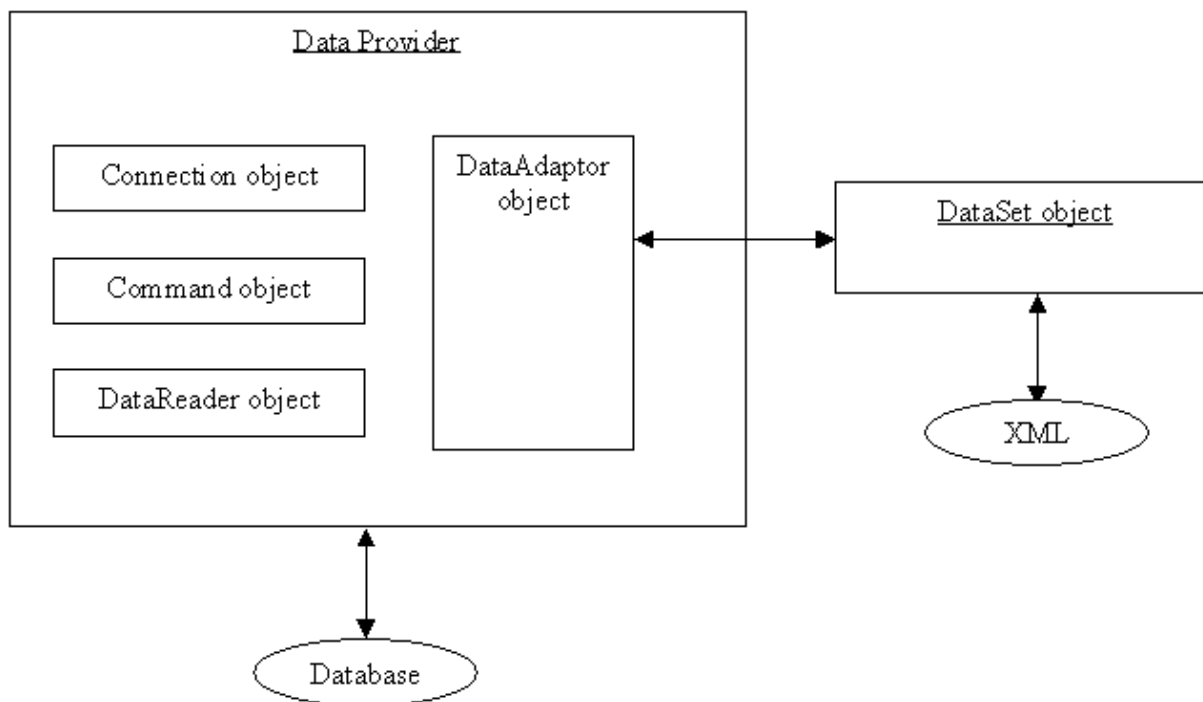 Data Provider
Connection object
Command object
DataReader object
DataAdaptor
object
DataSet object
XML
Database